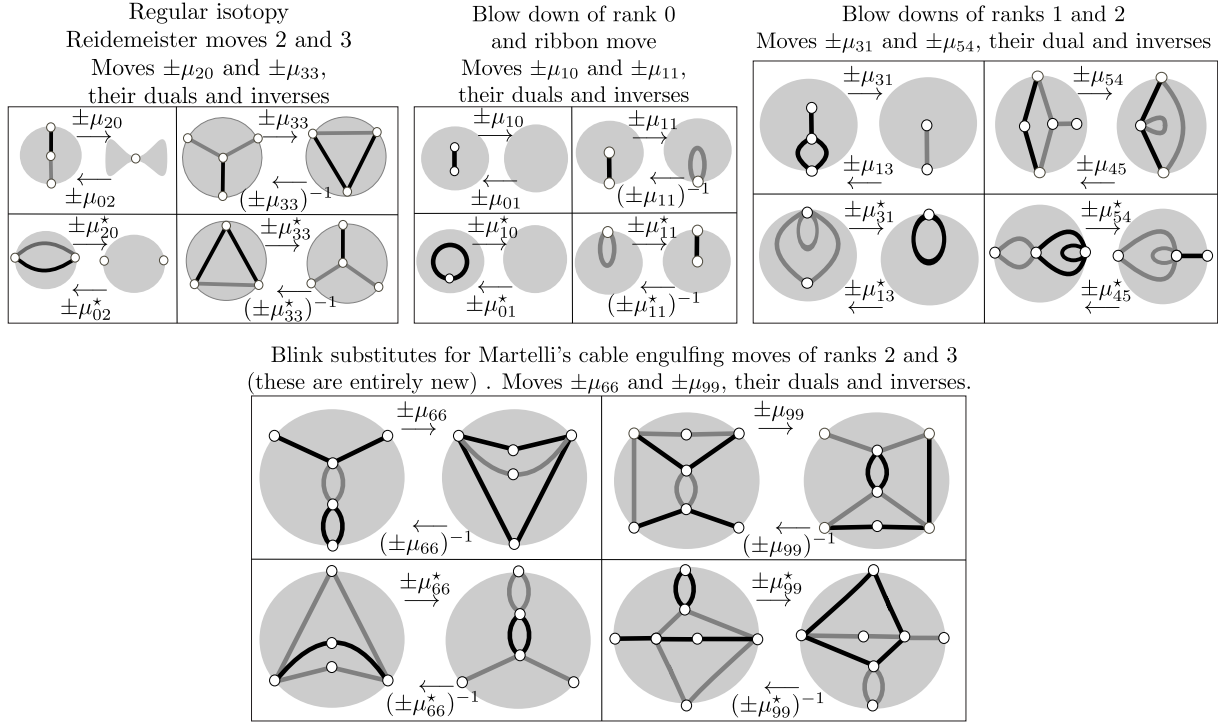 Regular isotopy
Reidemeister moves 2 and 3
Moves ±μ₂₀ and ±μ₃₃,
their duals and inverses
Blow down of rank 0
and ribbon move
Moves ±μ₁₀ and ±μ₁₁,
their duals and inverses
Blow downs of ranks 1 and 2
Moves ±μ₃₁ and ±μ₅₄, their dual and inverses
±μ₂₀
⟶
⟵
±μ₀₂
±μ₃₃
⟶
⟵
(±μ₃₃)⁻¹
±μ₁₀
⟶
⟵
±μ₀₁
±μ₁₁
⟶
⟵
(±μ₁₁)⁻¹
±μ₃₁
⟶
±μ₁₃
⟵
±μ₅₄
⟶
±μ₄₅
⟵
±μ⋆₂₀
⟶
⟵
±μ⋆₀₂
±μ⋆₃₃
⟶
⟵
(±μ⋆₃₃)⁻¹
±μ⋆₁₀
⟶
⟵
±μ⋆₀₁
±μ⋆₁₁
⟶
⟵
(±μ⋆₁₁)⁻¹
±μ⋆₃₁
⟶
±μ⋆₁₃
⟵
±μ⋆₅₄
⟶
±μ⋆₄₅
⟵
Blink substitutes for Martelli's cable engulfing moves of ranks 2 and 3
(these are entirely new) . Moves ±μ₆₆ and ±μ₉₉, their duals and inverses.
±μ₆₆
⟶
⟵
(±μ₆₆)⁻¹
±μ₉₉
⟶
⟵
(±μ₉₉)⁻¹
±μ⋆₆₆
⟶
⟵
(±μ⋆₆₆)⁻¹
±μ⋆₉₉
⟶
⟵
(±μ⋆₉₉)⁻¹